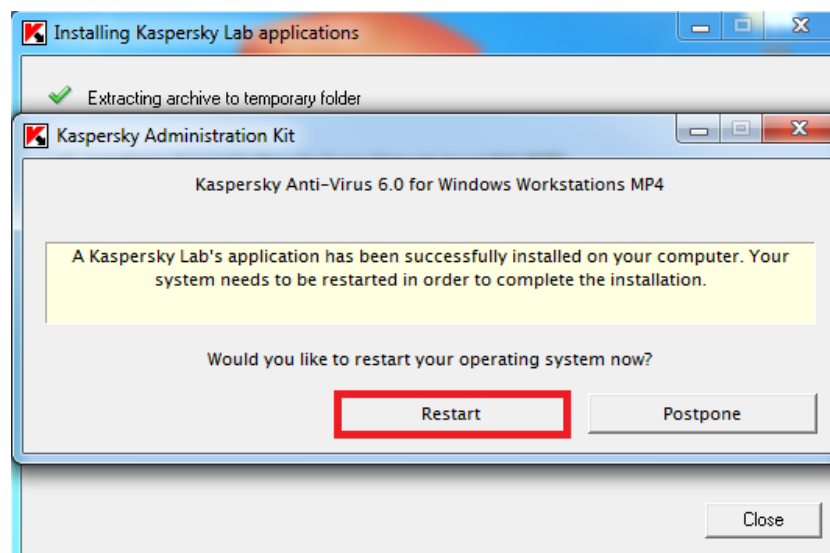 Installing Kaspersky Lab applications
Extracting archive to temporary folder
Kaspersky Administration Kit
Kaspersky Anti-Virus 6.0 for Windows Workstations MP4
A Kaspersky Lab's application has been successfully installed on your computer. Your
system needs to be restarted in order to complete the installation.
Would you like to restart your operating system now?
Restart
Postpone
Close